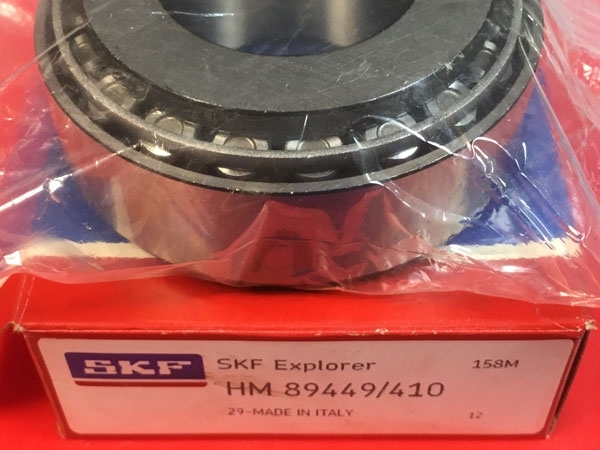 SKF
SKF Explorer
158M
HM 89449/410
29-MADE IN ITALY
12